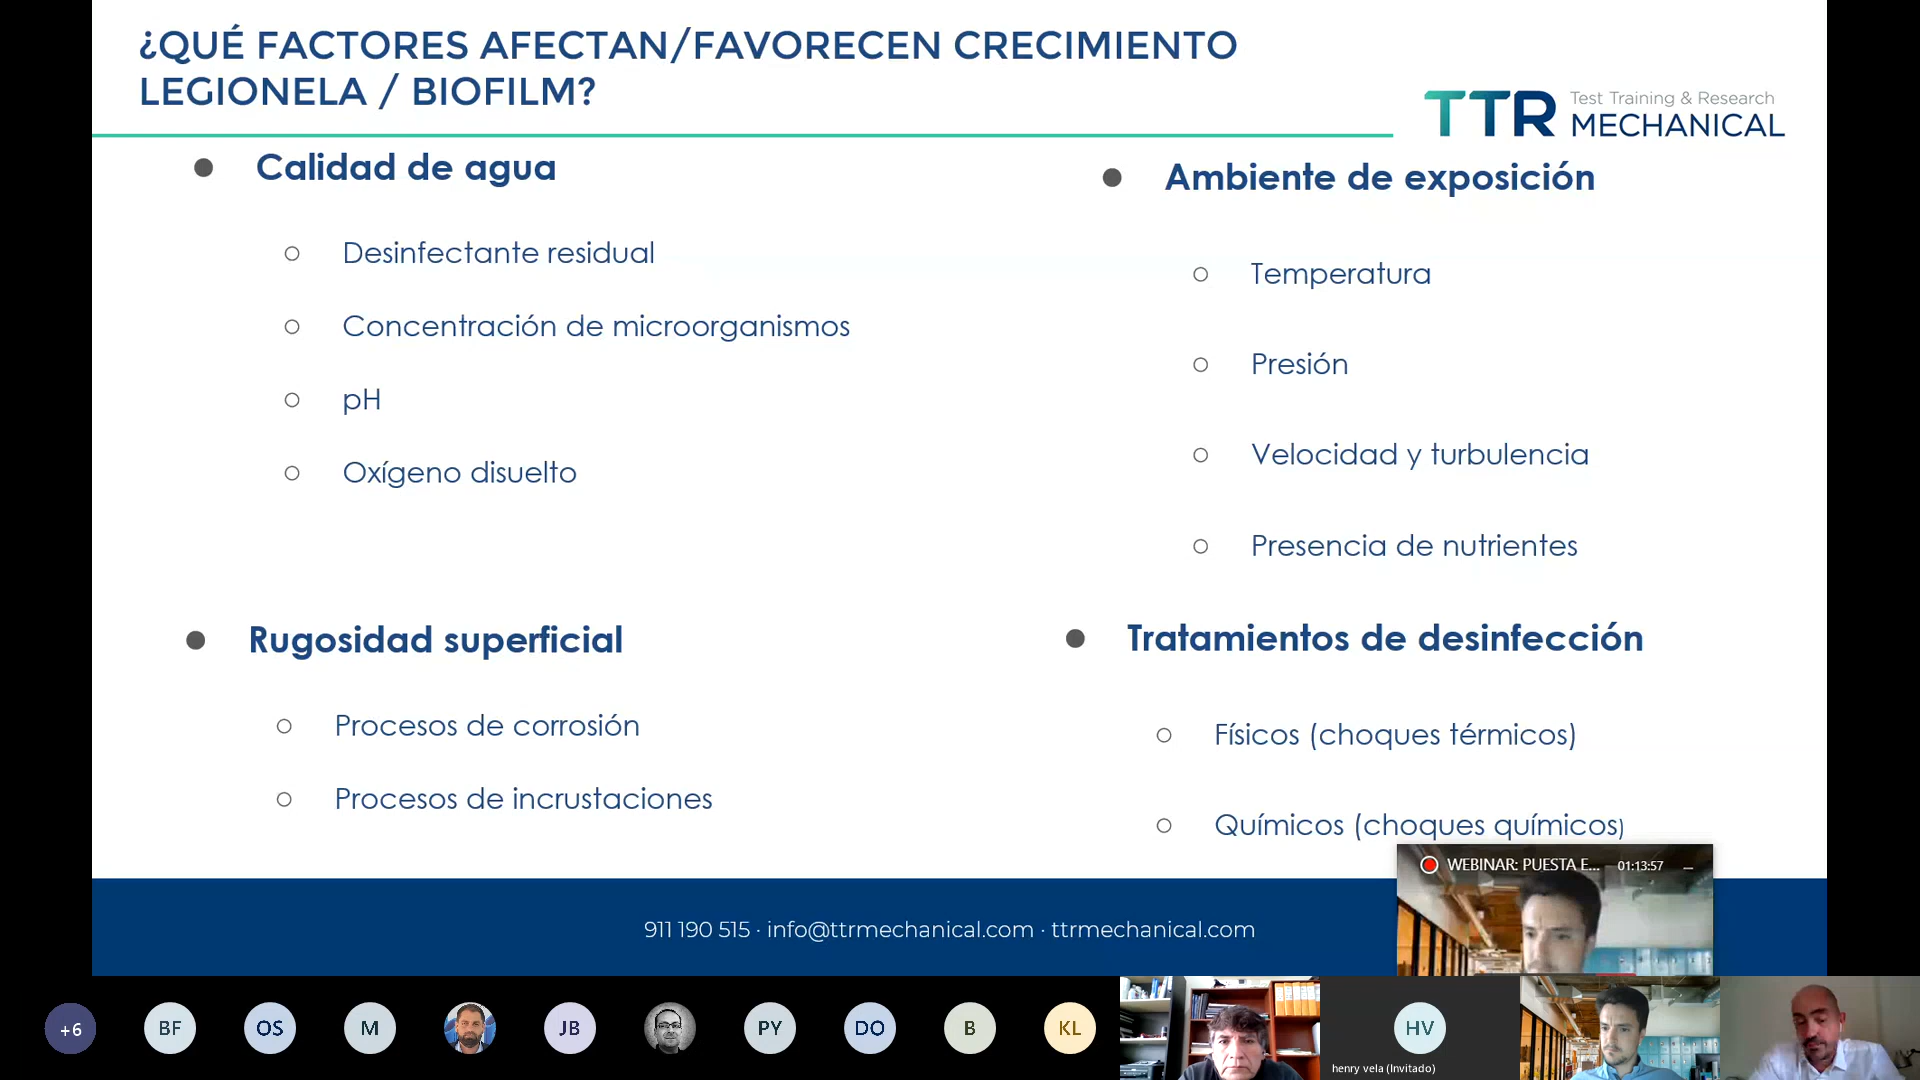 ¿QUÉ FACTORES AFECTAN/FAVORECEN CRECIMIENTO
LEGIONELA / BIOFILM?
TTR Test Training & Research
MECHANICAL
Calidad de agua
Desinfectante residual
Concentración de microorganismos
pH
Oxígeno disuelto
Ambiente de exposición
Temperatura
Presión
Velocidad y turbulencia
Presencia de nutrientes
Rugosidad superficial
Procesos de corrosión
Procesos de incrustaciones
Tratamientos de desinfección
Físicos (choques térmicos)
Químicos (choques químicos)
WEBINAR: PUESTA E... 01:13:57
911 190 515 · info@ttrmechanical.com · ttrmechanical.com
+6 BF OS M JB PY DO B KL HV
henry vela (Invitado)